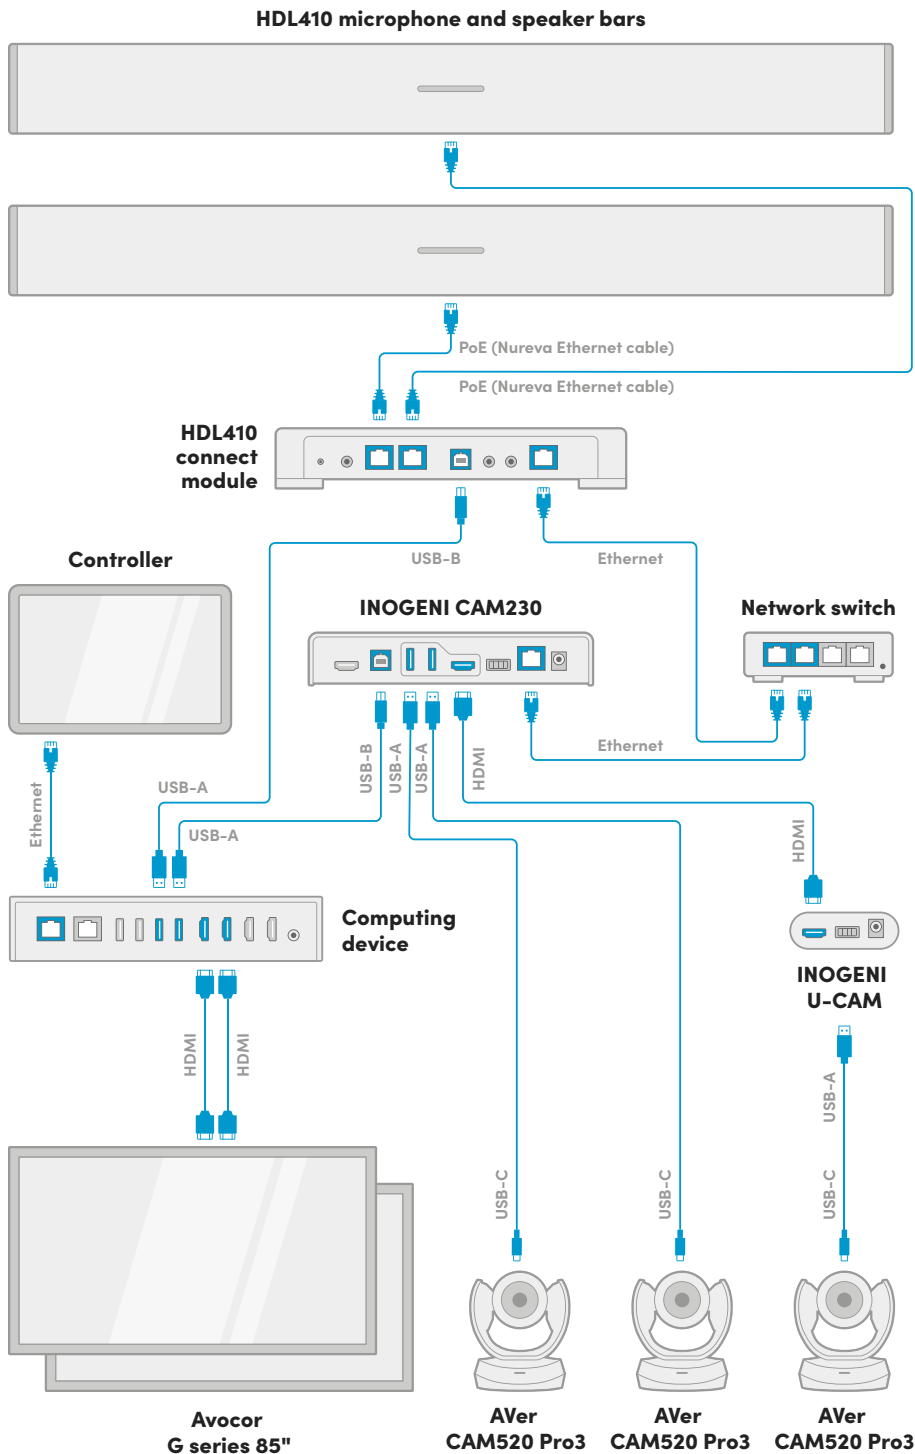 HDL410 microphone and speaker bars
PoE (Nureva Ethernet cable)
PoE (Nureva Ethernet cable)
HDL410
connect
module
USB-B
Ethernet
Controller
INOGENI CAM230
Network switch
Ethernet
USB-A
USB-A
USB-B
USB-A
USB-A
HDMI
Ethernet
HDMI
Computing
device
INOGENI
U-CAM
HDMI
HDMI
USB-A
USB-C
USB-C
USB-C
Avocor
G series 85"
AVer
CAM520 Pro3
AVer
CAM520 Pro3
AVer
CAM520 Pro3